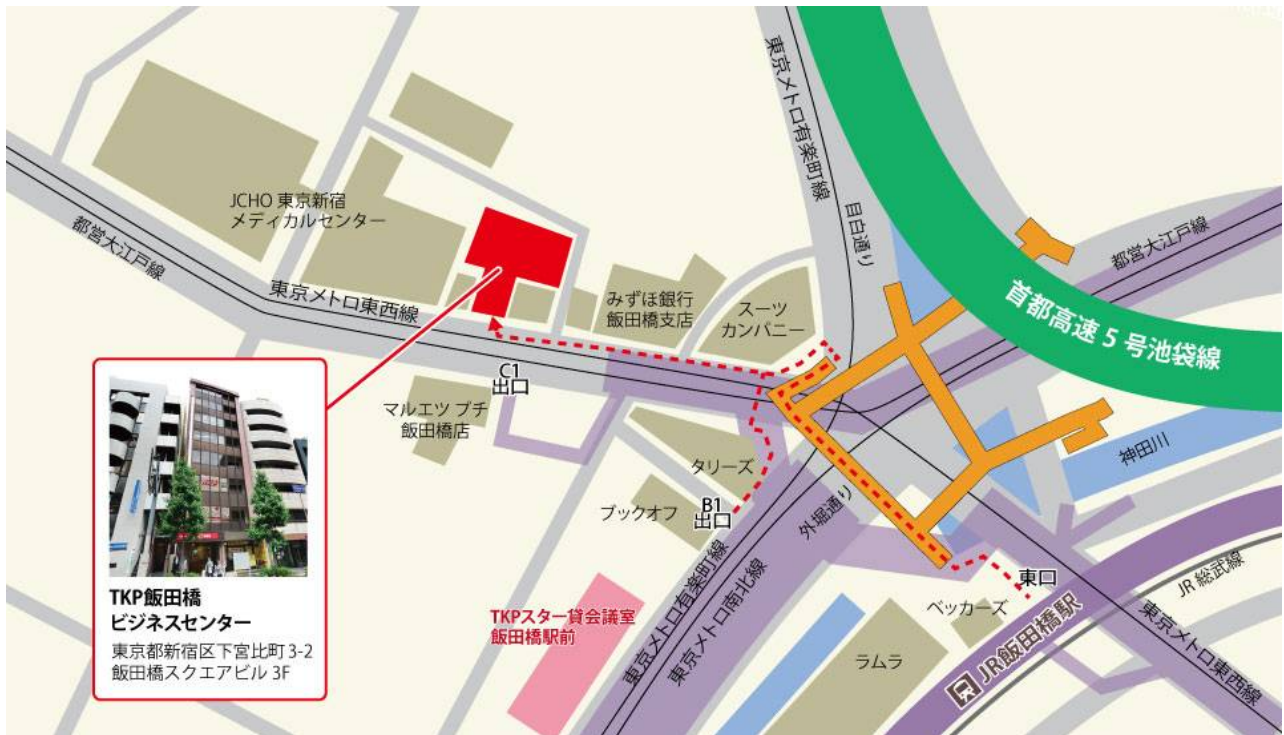 東京メトロ有楽町線
目白通り
都営大江戸線
首都高速5号池袋線
JCHO 東京新宿
メディカルセンター
都営大江戸線
東京メトロ東西線
みずほ銀行
飯田橋支店
スーツ
カンパニー
C1
出口
マルエツ プチ
飯田橋店
タリーズ
神田川
ブックオフ
B1
出口
外堀通り
東口
JR 総武線
ベッカーズ
TKPスター貸会議室
飯田橋駅前
東京メトロ有楽町線
東京メトロ南北線
ラムラ
JR飯田橋駅
東京メトロ東西線
TKP飯田橋
ビジネスセンター
東京都新宿区下宮比町3-2
飯田橋スクエアビル 3F